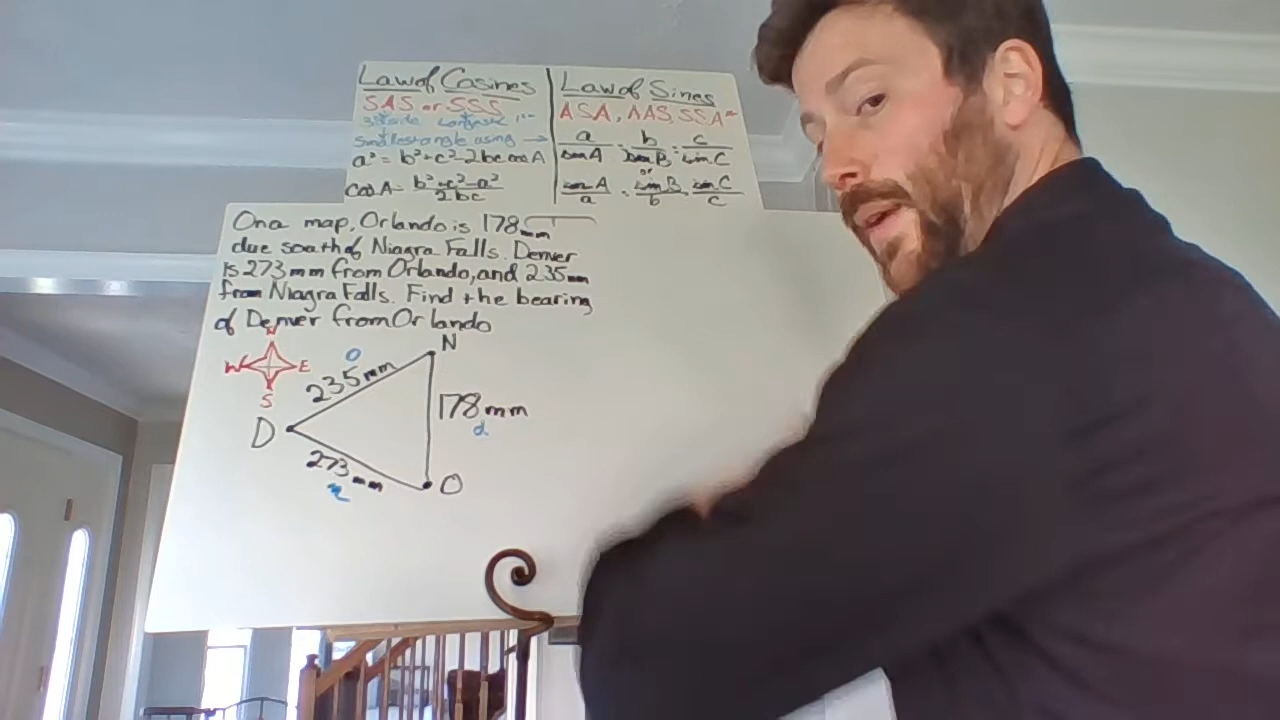 Law of Cosines
SAS or SSS
3rd side
smallest angle using →
a² = b²+c²-2bc cos A
cos A = b²+c²-a²
2bc
Law of Sines
ASA, AAS, SSA*
a b c
sin A = sin B = sin C
or
sin A = sin B = sin C
a b c
On a map, Orlando is 178mm
due south of Niagra Falls. Denver
is 273mm from Orlando, and 235mm
from Niagra Falls. Find the bearing
of Denver from Orlando
N
W E
S
N
o
235mm
178mm
d
D
273mm
n
O